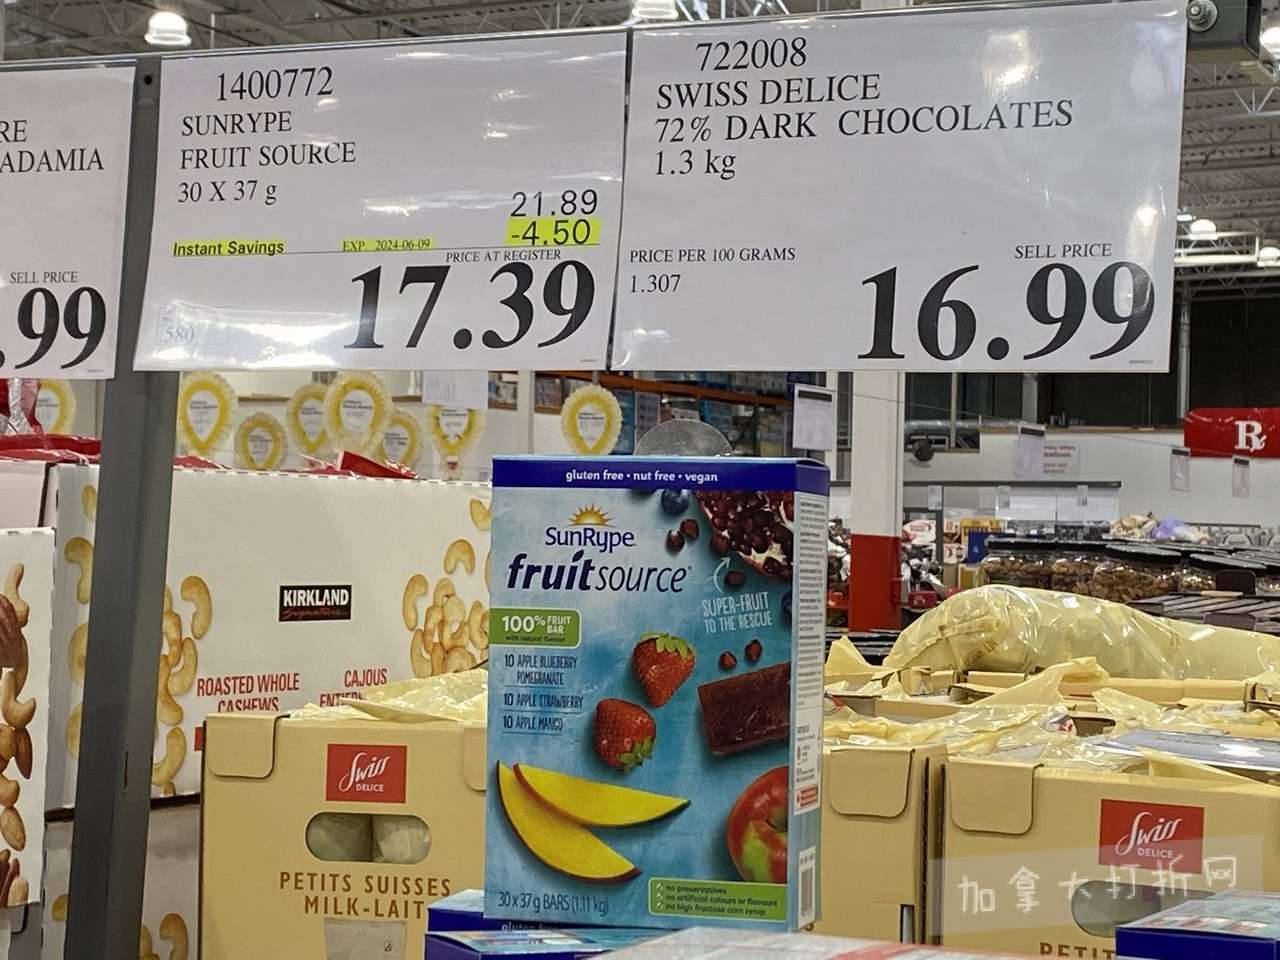 RE
ADAMIA
SELL PRICE
.99
1400772
SUNRYPE
FRUIT SOURCE
30 X 37 g
21.89
-4.50
Instant Savings
EXP. 2024-06-09
PRICE AT REGISTER
17.39
.580
722008
SWISS DELICE
72% DARK CHOCOLATES
1.3 kg
PRICE PER 100 GRAMS
1.307
SELL PRICE
16.99
Rx
KIRKLAND
Signature
ROASTED WHOLE
CASHEWS
CAJOUS
gluten free • nut free • vegan
SunRype
fruitsource
100% FRUIT
BAR
with natural flavour
SUPER-FRUIT
TO THE RESCUE
10 APPLE BLUEBERRY
POMEGRANATE
10 APPLE STRAWBERRY
10 APPLE MANGO
30 x 37 g BARS (1.11 kg)
no preservatives
no artificial colours or flavours
no high fructose corn syrup
Swiss
DELICE
PETITS SUISSES
MILK-LAIT
Swiss
DELICE
PETIT
gluten free
加拿大打折网